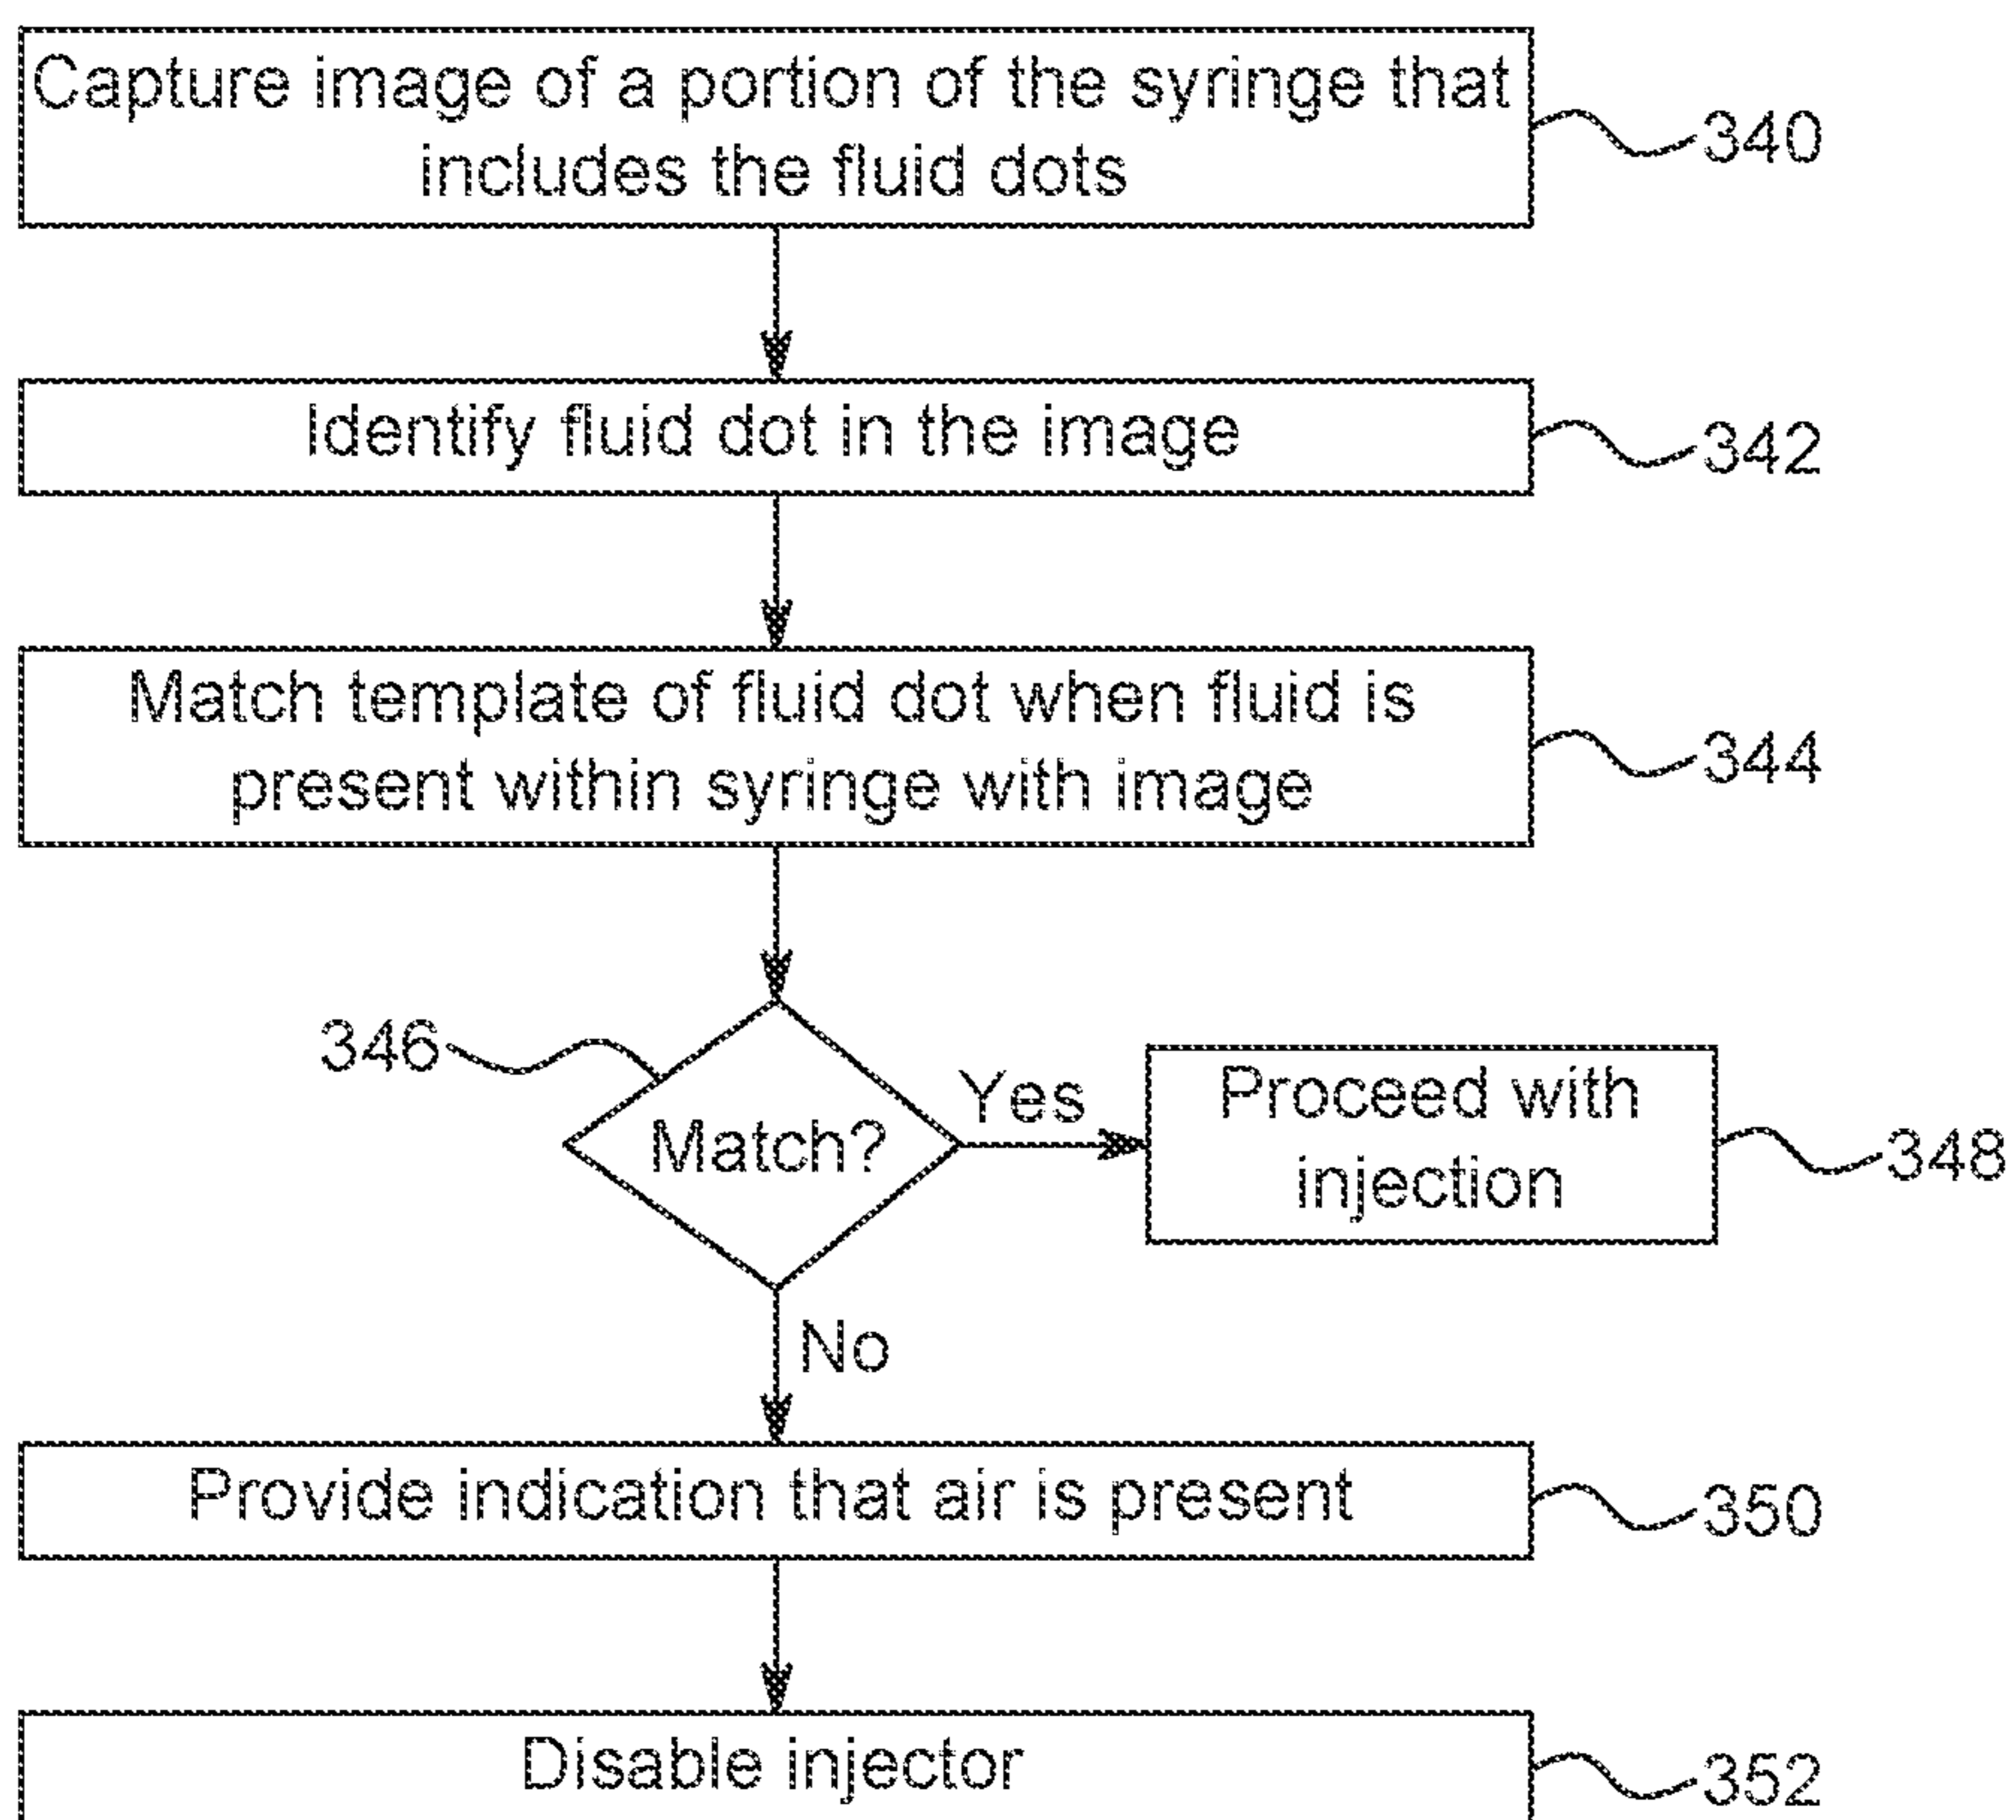 Capture image of a portion of the syringe that
includes the fluid dots
340
Identify fluid dot in the image
342
Match template of fluid dot when fluid is
present within syringe with image
344
346
Match?
Yes
Proceed with
injection
348
No
Provide indication that air is present
350
Disable injector
352